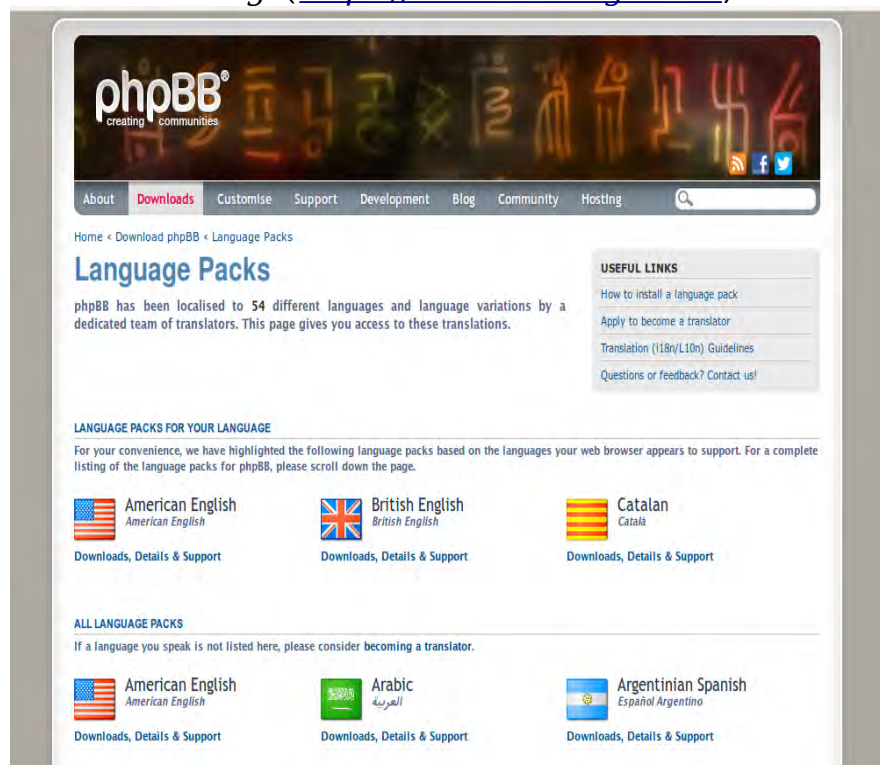 phpBB®
creating communities
About Downloads Customise Support Development Blog Community Hosting
Home ‹ Download phpBB ‹ Language Packs
Language Packs
phpBB has been localised to 54 different languages and language variations by a
dedicated team of translators. This page gives you access to these translations.
USEFUL LINKS
How to install a language pack
Apply to become a translator
Translation (i18n/L10n) Guidelines
Questions or feedback? Contact us!
LANGUAGE PACKS FOR YOUR LANGUAGE
For your convenience, we have highlighted the following language packs based on the languages your web browser appears to support. For a complete
listing of the language packs for phpBB, please scroll down the page.
American English British English Catalan
American English British English Català
Downloads, Details & Support Downloads, Details & Support Downloads, Details & Support
ALL LANGUAGE PACKS
If a language you speak is not listed here, please consider becoming a translator.
American English Arabic Argentinian Spanish
American English العربية Español Argentino
Downloads, Details & Support Downloads, Details & Support Downloads, Details & Support